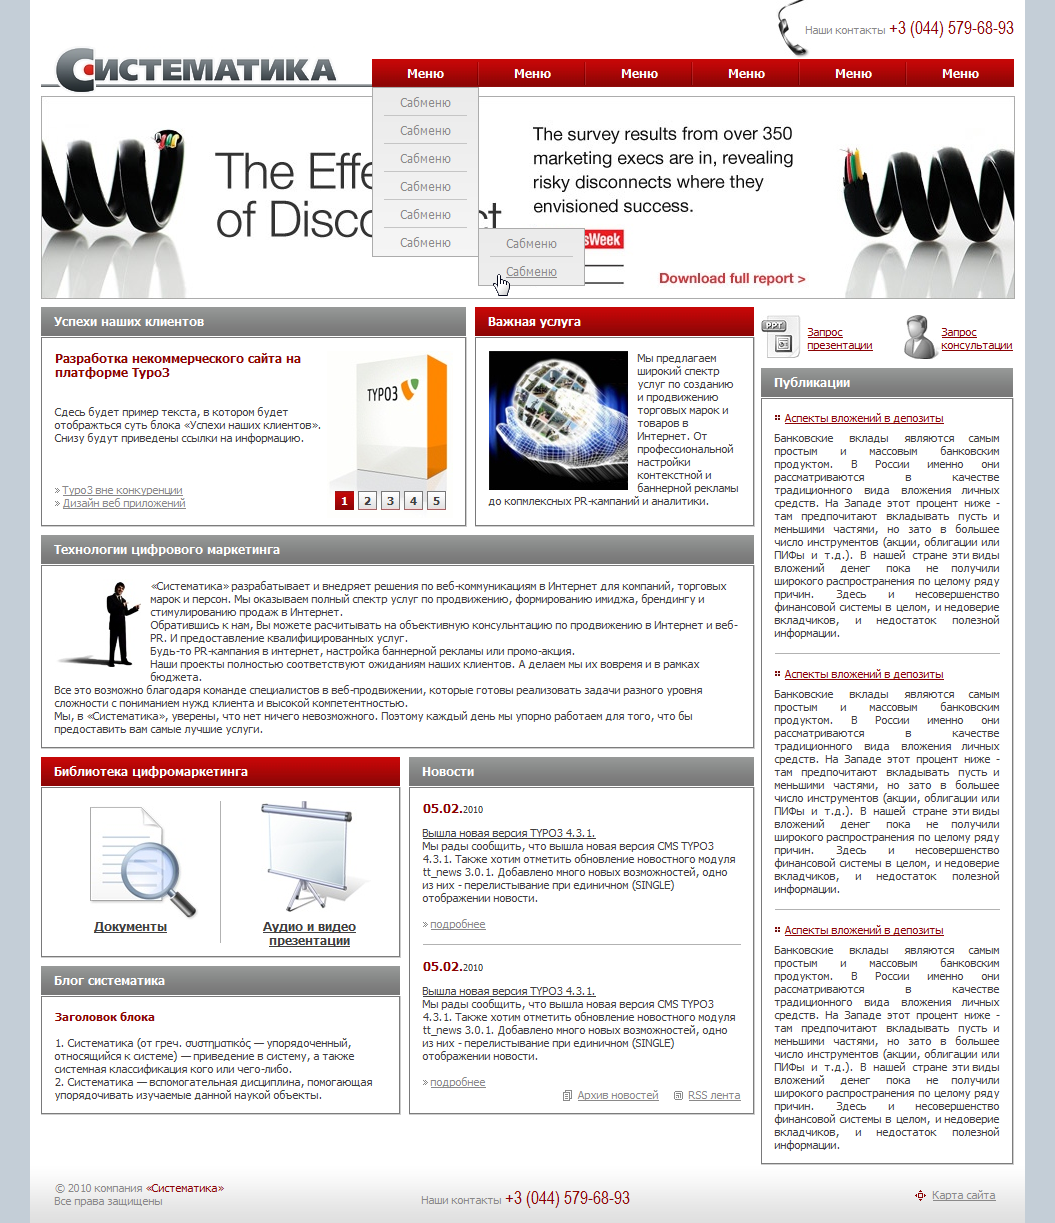 Наши контакты +3 (044) 579-68-93
Систематика
Меню Меню Меню Меню Меню Меню
Сабменю
Сабменю
Сабменю
Сабменю
Сабменю
Сабменю
Сабменю
Сабменю
The Effe
of Disco ct
The survey results from over 350
marketing execs are in, revealing
risky disconnects where they
envisioned success.
sWeek
Download full report >
Успехи наших клиентов
Разработка некоммерческого сайта на
платформе Typo3
Сдесь будет пример текста, в котором будет
отображться суть блока «Успехи наших клиентов».
Снизу будут приведены ссылки на информацию.
» Typo3 вне конкуренции
» Дизайн веб приложений
TYPO3
1 2 3 4 5
Важная услуга
Мы предлагаем
широкий спектр
услуг по созданию
и продвижению
торговых марок и
товаров в
Интернет. От
профессиональной
настройки
контекстной и
баннерной рекламы
до копмлексных PR-кампаний и аналитики.
PPT
Запрос
презентации
Запрос
консультации
Публикации
Аспекты вложений в депозиты
Банковские вклады являются самым
простым и массовым банковским
продуктом. В России именно они
рассматриваются в качестве
традиционного вида вложения личных
средств. На Западе этот процент ниже -
там предпочитают вкладывать пусть и
меньшими частями, но зато в большее
число инструментов (акции, облигации или
ПИФы и т.д.). В нашей стране эти виды
вложений денег пока не получили
широкого распространения по целому ряду
причин. Здесь и несовершенство
финансовой системы в целом, и недоверие
вкладчиков, и недостаток полезной
информации.
Аспекты вложений в депозиты
Банковские вклады являются самым
простым и массовым банковским
продуктом. В России именно они
рассматриваются в качестве
традиционного вида вложения личных
средств. На Западе этот процент ниже -
там предпочитают вкладывать пусть и
меньшими частями, но зато в большее
число инструментов (акции, облигации или
ПИФы и т.д.). В нашей стране эти виды
вложений денег пока не получили
широкого распространения по целому ряду
причин. Здесь и несовершенство
финансовой системы в целом, и недоверие
вкладчиков, и недостаток полезной
информации.
Аспекты вложений в депозиты
Банковские вклады являются самым
простым и массовым банковским
продуктом. В России именно они
рассматриваются в качестве
традиционного вида вложения личных
средств. На Западе этот процент ниже -
там предпочитают вкладывать пусть и
меньшими частями, но зато в большее
число инструментов (акции, облигации или
ПИФы и т.д.). В нашей стране эти виды
вложений денег пока не получили
широкого распространения по целому ряду
причин. Здесь и несовершенство
финансовой системы в целом, и недоверие
вкладчиков, и недостаток полезной
информации.
Технологии цифрового маркетинга
«Систематика» разрабатывает и внедряет решения по веб-коммуникациям в Интернет для компаний, торговых
марок и персон. Мы оказываем полный спектр услуг по продвижению, формированию имиджа, брендингу и
стимулированию продаж в Интернет.
Обратившись к нам, Вы можете расчитывать на объективную консульнтацию по продвижению в Интернет и веб-
PR. И предоставление квалифицированных услуг.
Будь-то PR-кампания в интернет, настройка баннерной рекламы или промо-акция.
Наши проекты полностью соответствуют ожиданиям наших клиентов. А делаем мы их вовремя и в рамках
бюджета.
Все это возможно благодаря команде специалистов в веб-продвижении, которые готовы реализовать задачи разного уровня
сложности с пониманием нужд клиента и высокой компетентностью.
Мы, в «Систематика», уверены, что нет ничего невозможного. Поэтому каждый день мы упорно работаем для того, что бы
предоставить вам самые лучшие услуги.
Библиотека цифромаркетинга
Документы
Аудио и видео
презентации
Новости
05.02.2010
Вышла новая версия TYPO3 4.3.1.
Мы рады сообщить, что вышла новая версия CMS TYPO3
4.3.1. Также хотим отметить обновление новостного модуля
tt_news 3.0.1. Добавлено много новых возможностей, одно
из них - перелистывание при единичном (SINGLE)
отображении новости.
» подробнее
05.02.2010
Вышла новая версия TYPO3 4.3.1.
Мы рады сообщить, что вышла новая версия CMS TYPO3
4.3.1. Также хотим отметить обновление новостного модуля
tt_news 3.0.1. Добавлено много новых возможностей, одно
из них - перелистывание при единичном (SINGLE)
отображении новости.
» подробнее
Архив новостей RSS лента
Блог систематика
Заголовок блока
1. Систематика (от греч. συστηματικός — упорядоченный,
относящийся к системе) — приведение в систему, а также
системная классификация кого или чего-либо.
2. Систематика — вспомогательная дисциплина, помогающая
упорядочивать изучаемые данной наукой объекты.
© 2010 компания «Систематика»
Все права защищены
Наши контакты +3 (044) 579-68-93
Карта сайта